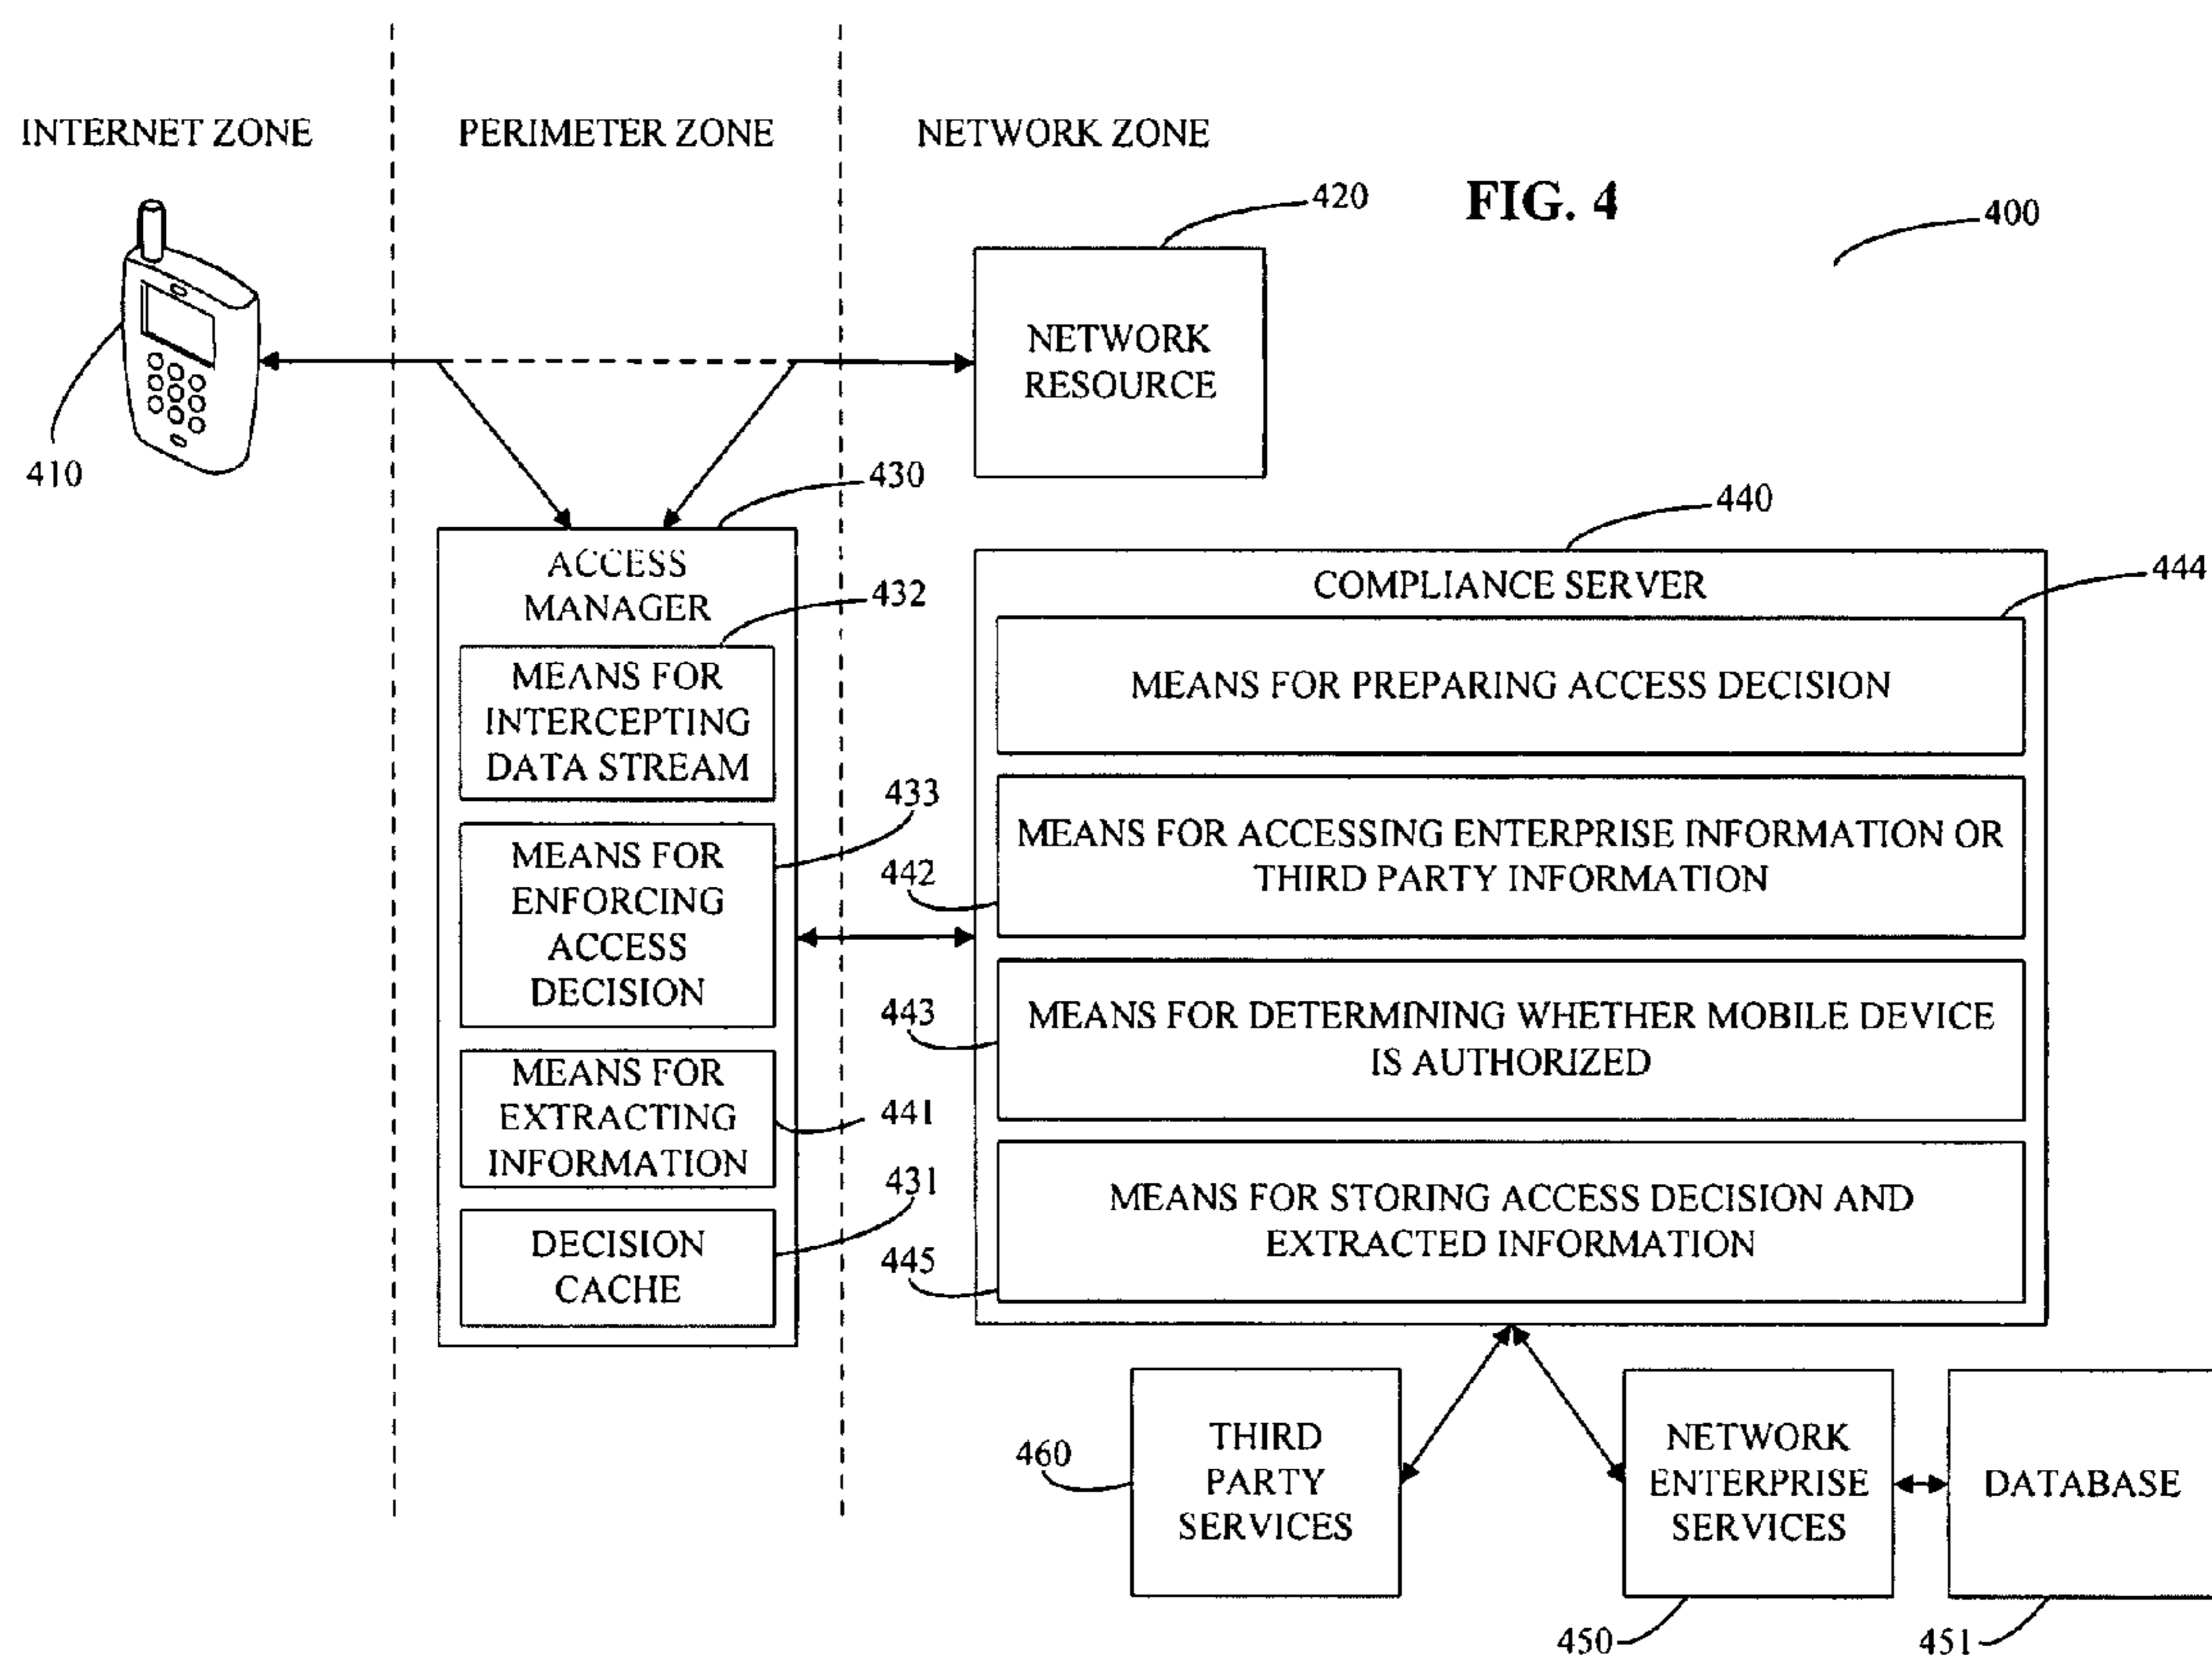 INTERNET ZONE
PERIMETER ZONE
NETWORK ZONE
FIG. 4
400
420
NETWORK
RESOURCE
410
430
ACCESS
MANAGER
432
MEANS FOR
INTERCEPTING
DATA STREAM
433
MEANS FOR
ENFORCING
ACCESS
DECISION
MEANS FOR
EXTRACTING
INFORMATION
441
431
DECISION
CACHE
440
COMPLIANCE SERVER
444
MEANS FOR PREPARING ACCESS DECISION
MEANS FOR ACCESSING ENTERPRISE INFORMATION OR
THIRD PARTY INFORMATION
442
MEANS FOR DETERMINING WHETHER MOBILE DEVICE
IS AUTHORIZED
443
MEANS FOR STORING ACCESS DECISION AND
EXTRACTED INFORMATION
445
460
THIRD
PARTY
SERVICES
NETWORK
ENTERPRISE
SERVICES
DATABASE
450
451